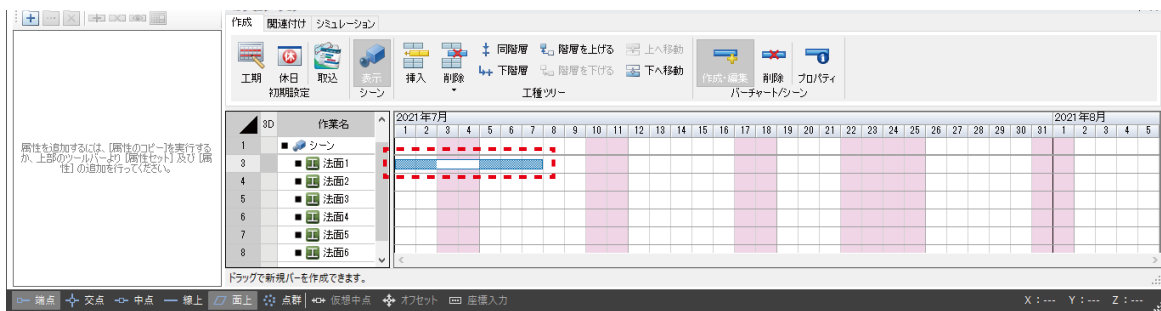 作成 関連付け シミュレーション
工期 休日 取込 表示 挿入 削除 同階層 階層を上げる 上へ移動 作成・編集 削除 プロパティ
下階層 階層を下げる 下へ移動
初期設定 シーン 工種ツリー バーチャート/シーン
属性を追加するには、[属性のコピー]を実行する
か、上部のツールバーより [属性セット] 及び [属
性] の追加を行ってください。
3D 作業名 2021年7月 2021年8月
1 2 3 4 5 6 7 8 9 10 11 12 13 14 15 16 17 18 19 20 21 22 23 24 25 26 27 28 29 30 31 1 2 3 4 5
1 シーン
3 法面1
4 法面2
5 法面3
6 法面4
7 法面5
8 法面6
ドラッグで新規バーを作成できます。
端点 交点 中点 線上 面上 点群 仮想中点 オフセット 座標入力 X : --- Y : --- Z : ---